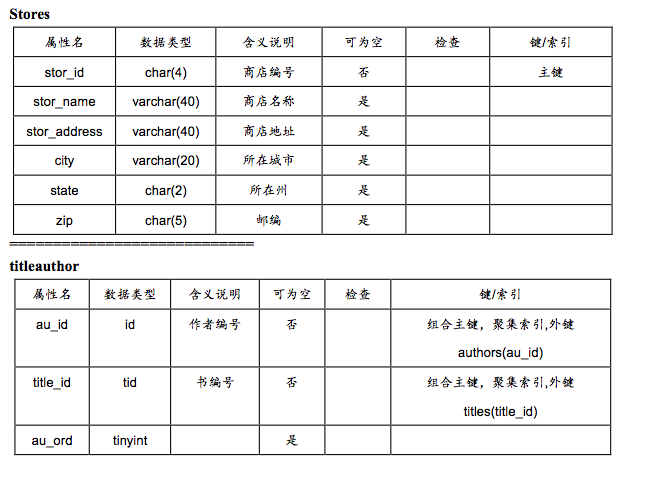 Stores
属性名 数据类型 含义说明 可为空 检查 键/索引
stor_id char(4) 商店编号 否 主键
stor_name varchar(40) 商店名称 是
stor_address varchar(40) 商店地址 是
city varchar(20) 所在城市 是
state char(2) 所在州 是
zip char(5) 邮编 是
============================
titleauthor
属性名 数据类型 含义说明 可为空 检查 键/索引
au_id id 作者编号 否 组合主键，聚集索引,外键
authors(au_id)
title_id tid 书编号 否 组合主键，聚集索引,外键
titles(title_id)
au_ord tinyint 是